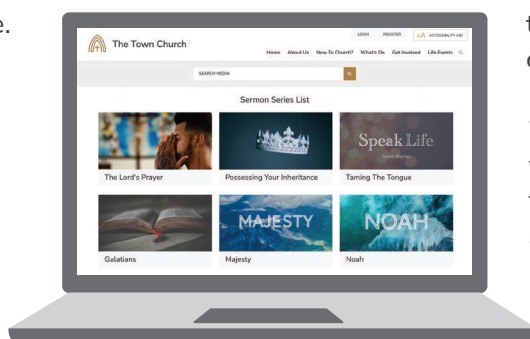 e.
LOGIN REGISTER AA ACCESSIBILITY AID
The Town Church
Home About Us New To Church? What's On Get Involved Life Events
SEARCH MEDIA
Sermon Series List
Speak Life
The Lord's Prayer Possessing Your Inheritance Taming The Tongue
MAJESTY NOAH
Galatians Majesty Noah